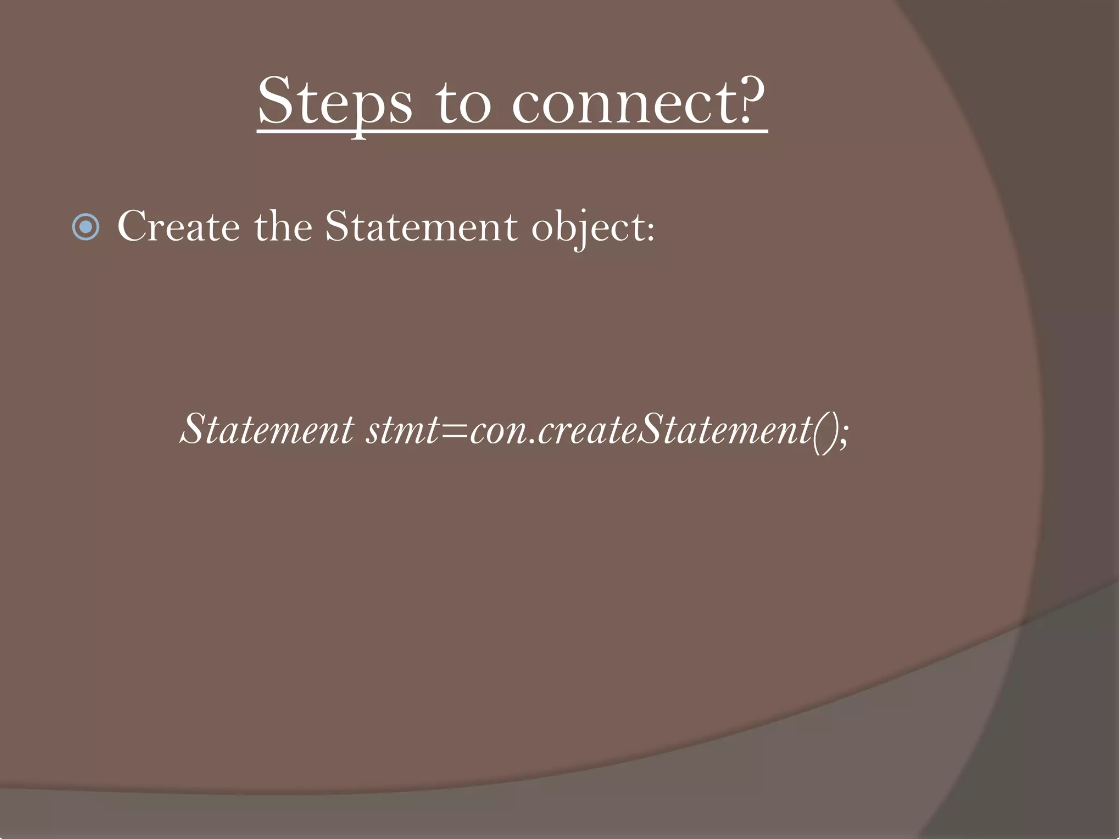 Steps to connect?
Create the Statement object:
Statement stmt=con.createStatement();